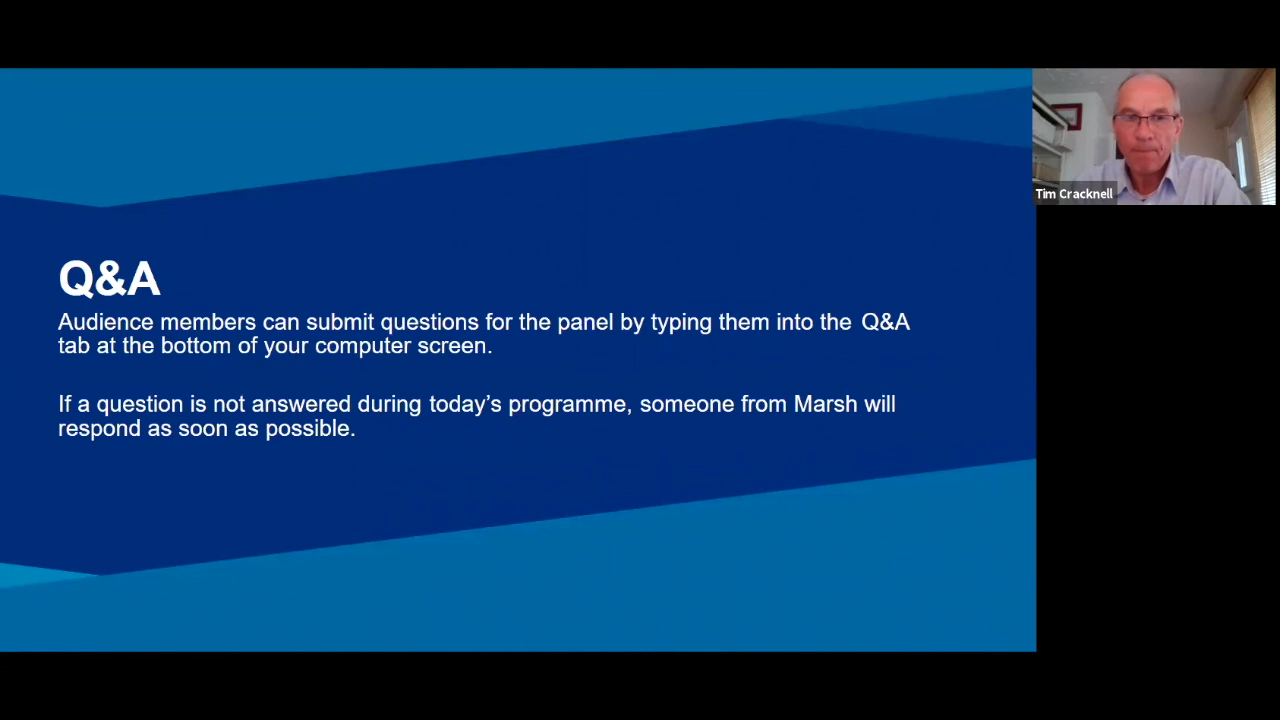 Q&A
Audience members can submit questions for the panel by typing them into the Q&A
tab at the bottom of your computer screen.
If a question is not answered during today’s programme, someone from Marsh will
respond as soon as possible.
Tim Cracknell